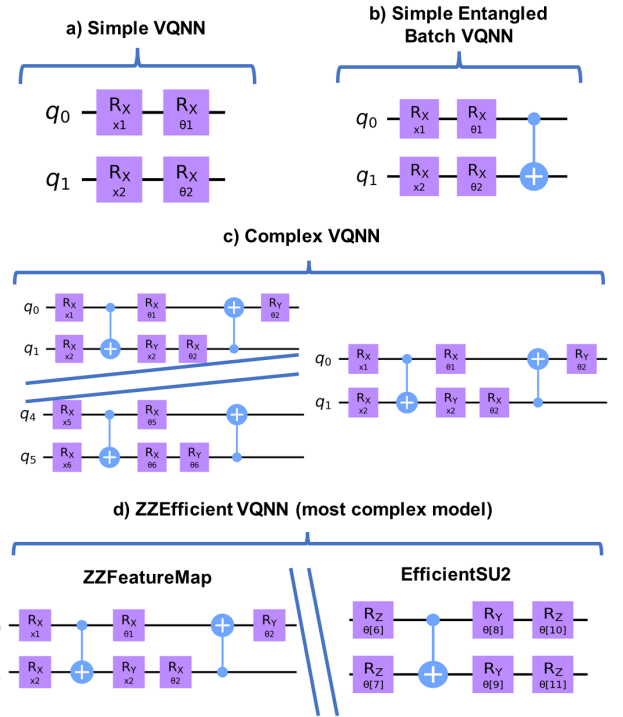 a) Simple VQNN
q0 RX x1 RX θ1
q1 RX x2 RX θ2
b) Simple Entangled
Batch VQNN
q0 RX x1 RX θ1
q1 RX x2 RX θ2
c) Complex VQNN
q0 RX x1 RX θ1 RY θ2
q1 RX x2 RY x2 RX θ2
q4 RX x5 RX θ5
q5 RX x6 RX θ6 RY θ6
q0 RX x1 RX θ1 RY θ2
q1 RX x2 RY x2 RX θ2
d) ZZEfficient VQNN (most complex model)
ZZFeatureMap
RX x1 RX θ1 RY θ2
RX x2 RY x2 RX θ2
EfficientSU2
RZ θ[6] RY θ[8] RZ θ[10]
RZ θ[7] RY θ[9] RZ θ[11]